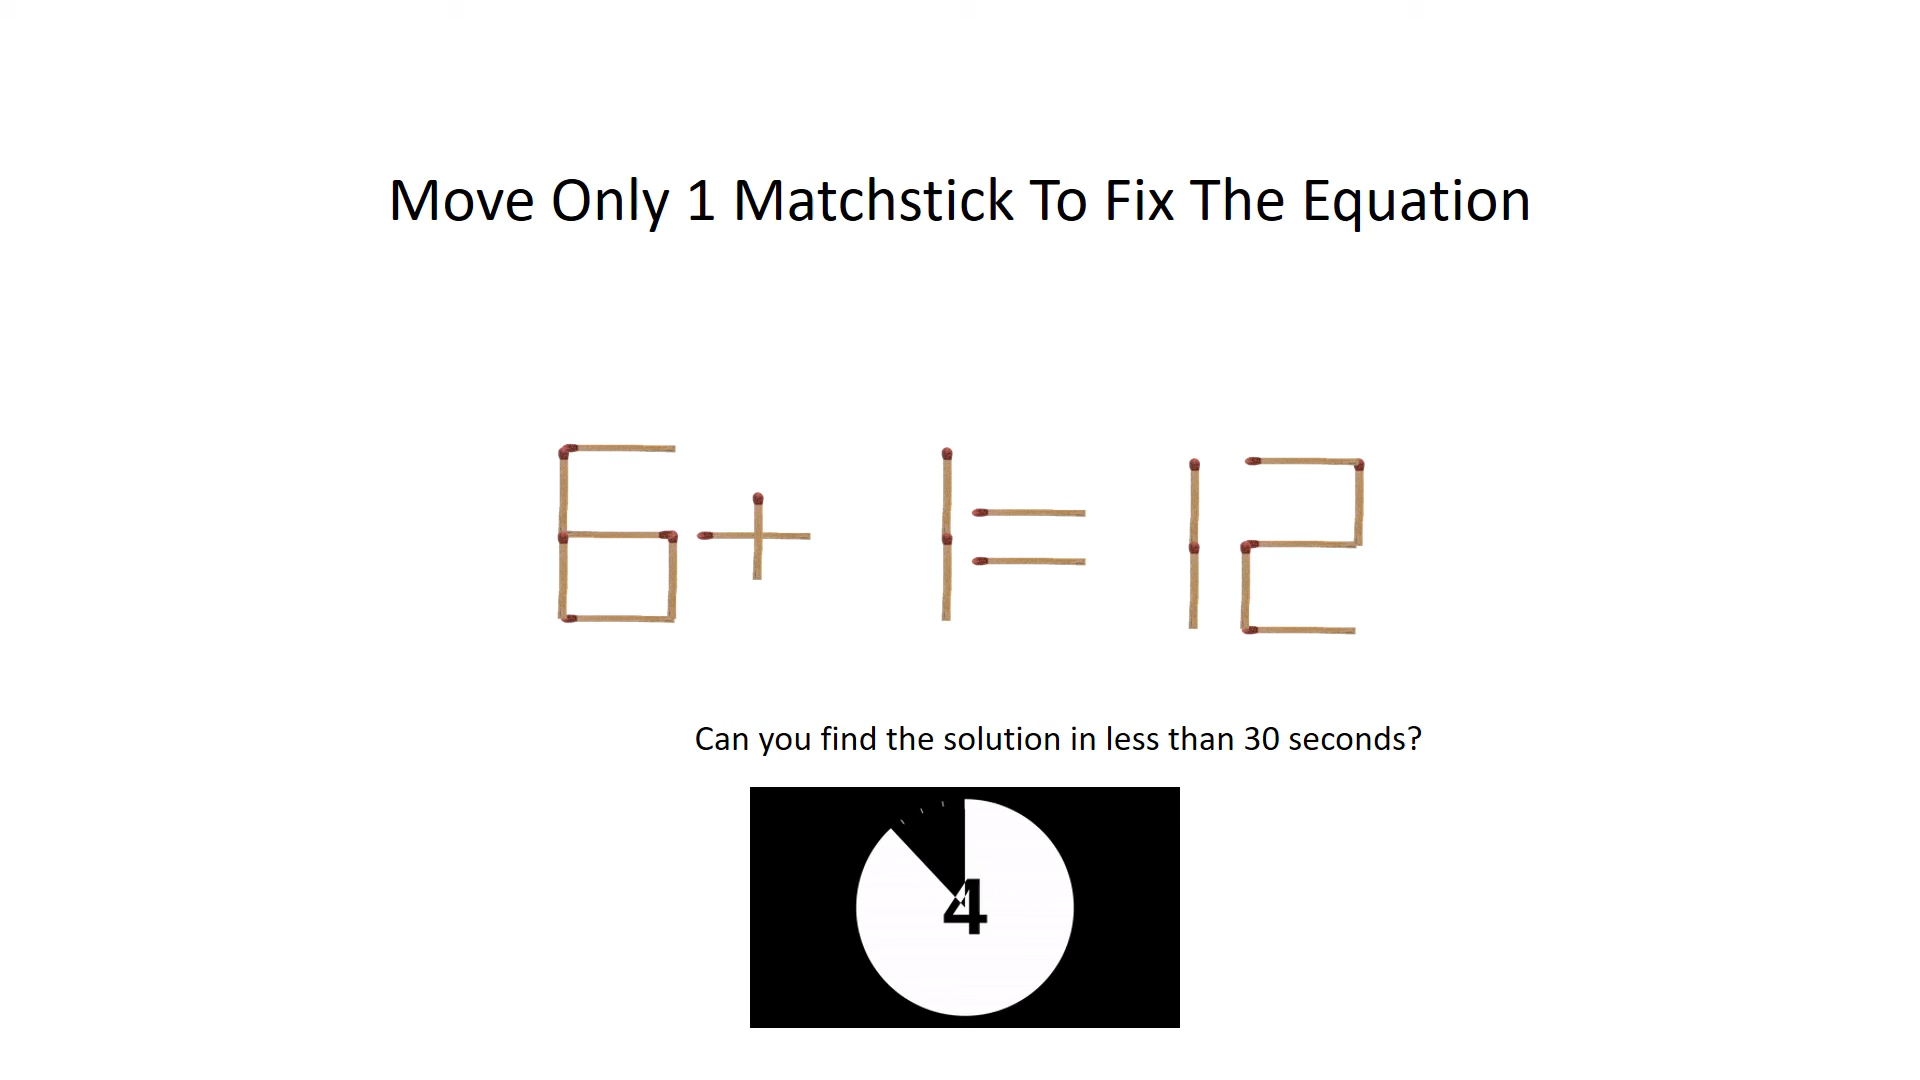 Move Only 1 Matchstick To Fix The Equation
6+ 1= 12
Can you find the solution in less than 30 seconds?
4